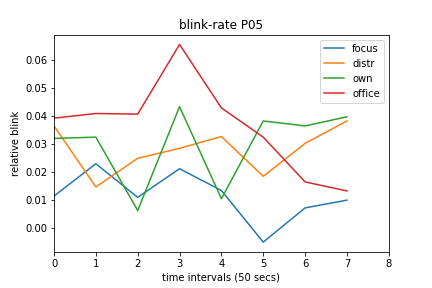 blink-rate P05
relative blink
0.06
0.05
0.04
0.03
0.02
0.01
0.00
focus
distr
own
office
0 1 2 3 4 5 6 7 8
time intervals (50 secs)